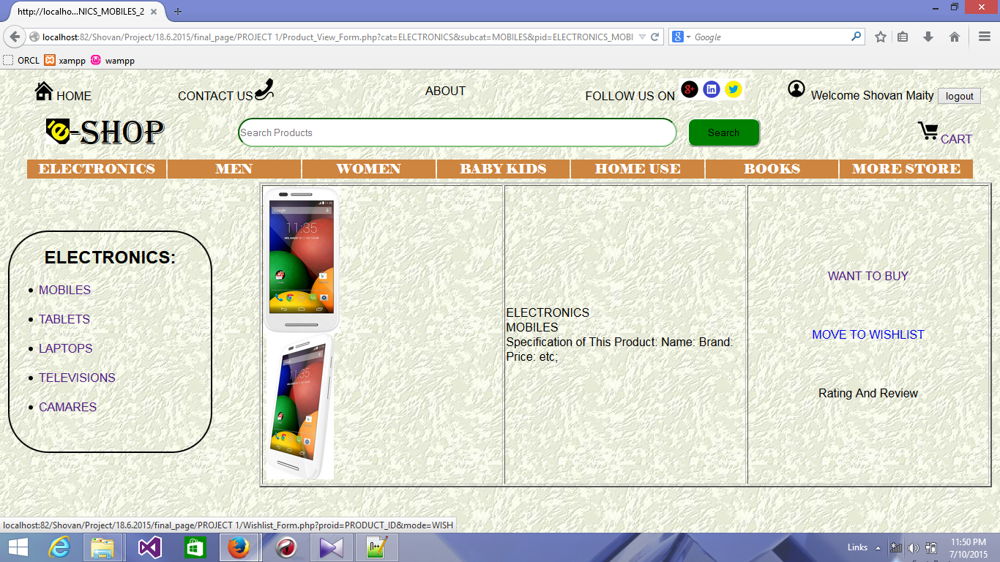 http://localho...NICS_MOBILES_2
localhost:82/Shovan/Project/18.6.2015/final_page/PROJECT 1/Product_View_Form.php?cat=ELECTRONICS&subcat=MOBILES&pid=ELECTRONICS_MOBI
Google
ORCL xampp wampp
HOME CONTACT US ABOUT FOLLOW US ON Welcome Shovan Maity logout
e-SHOP Search Products Search CART
ELECTRONICS MEN WOMEN BABY KIDS HOME USE BOOKS MORE STORE
ELECTRONICS:
MOBILES
TABLETS
LAPTOPS
TELEVISIONS
CAMARES
11:35
ELECTRONICS
MOBILES
Specification of This Product: Name: Brand:
Price: etc;
WANT TO BUY
MOVE TO WISHLIST
Rating And Review
localhost:82/Shovan/Project/18.6.2015/final_page/PROJECT 1/Wishlist_Form.php?proid=PRODUCT_ID&mode=WISH
Links 11:50 PM
7/10/2015